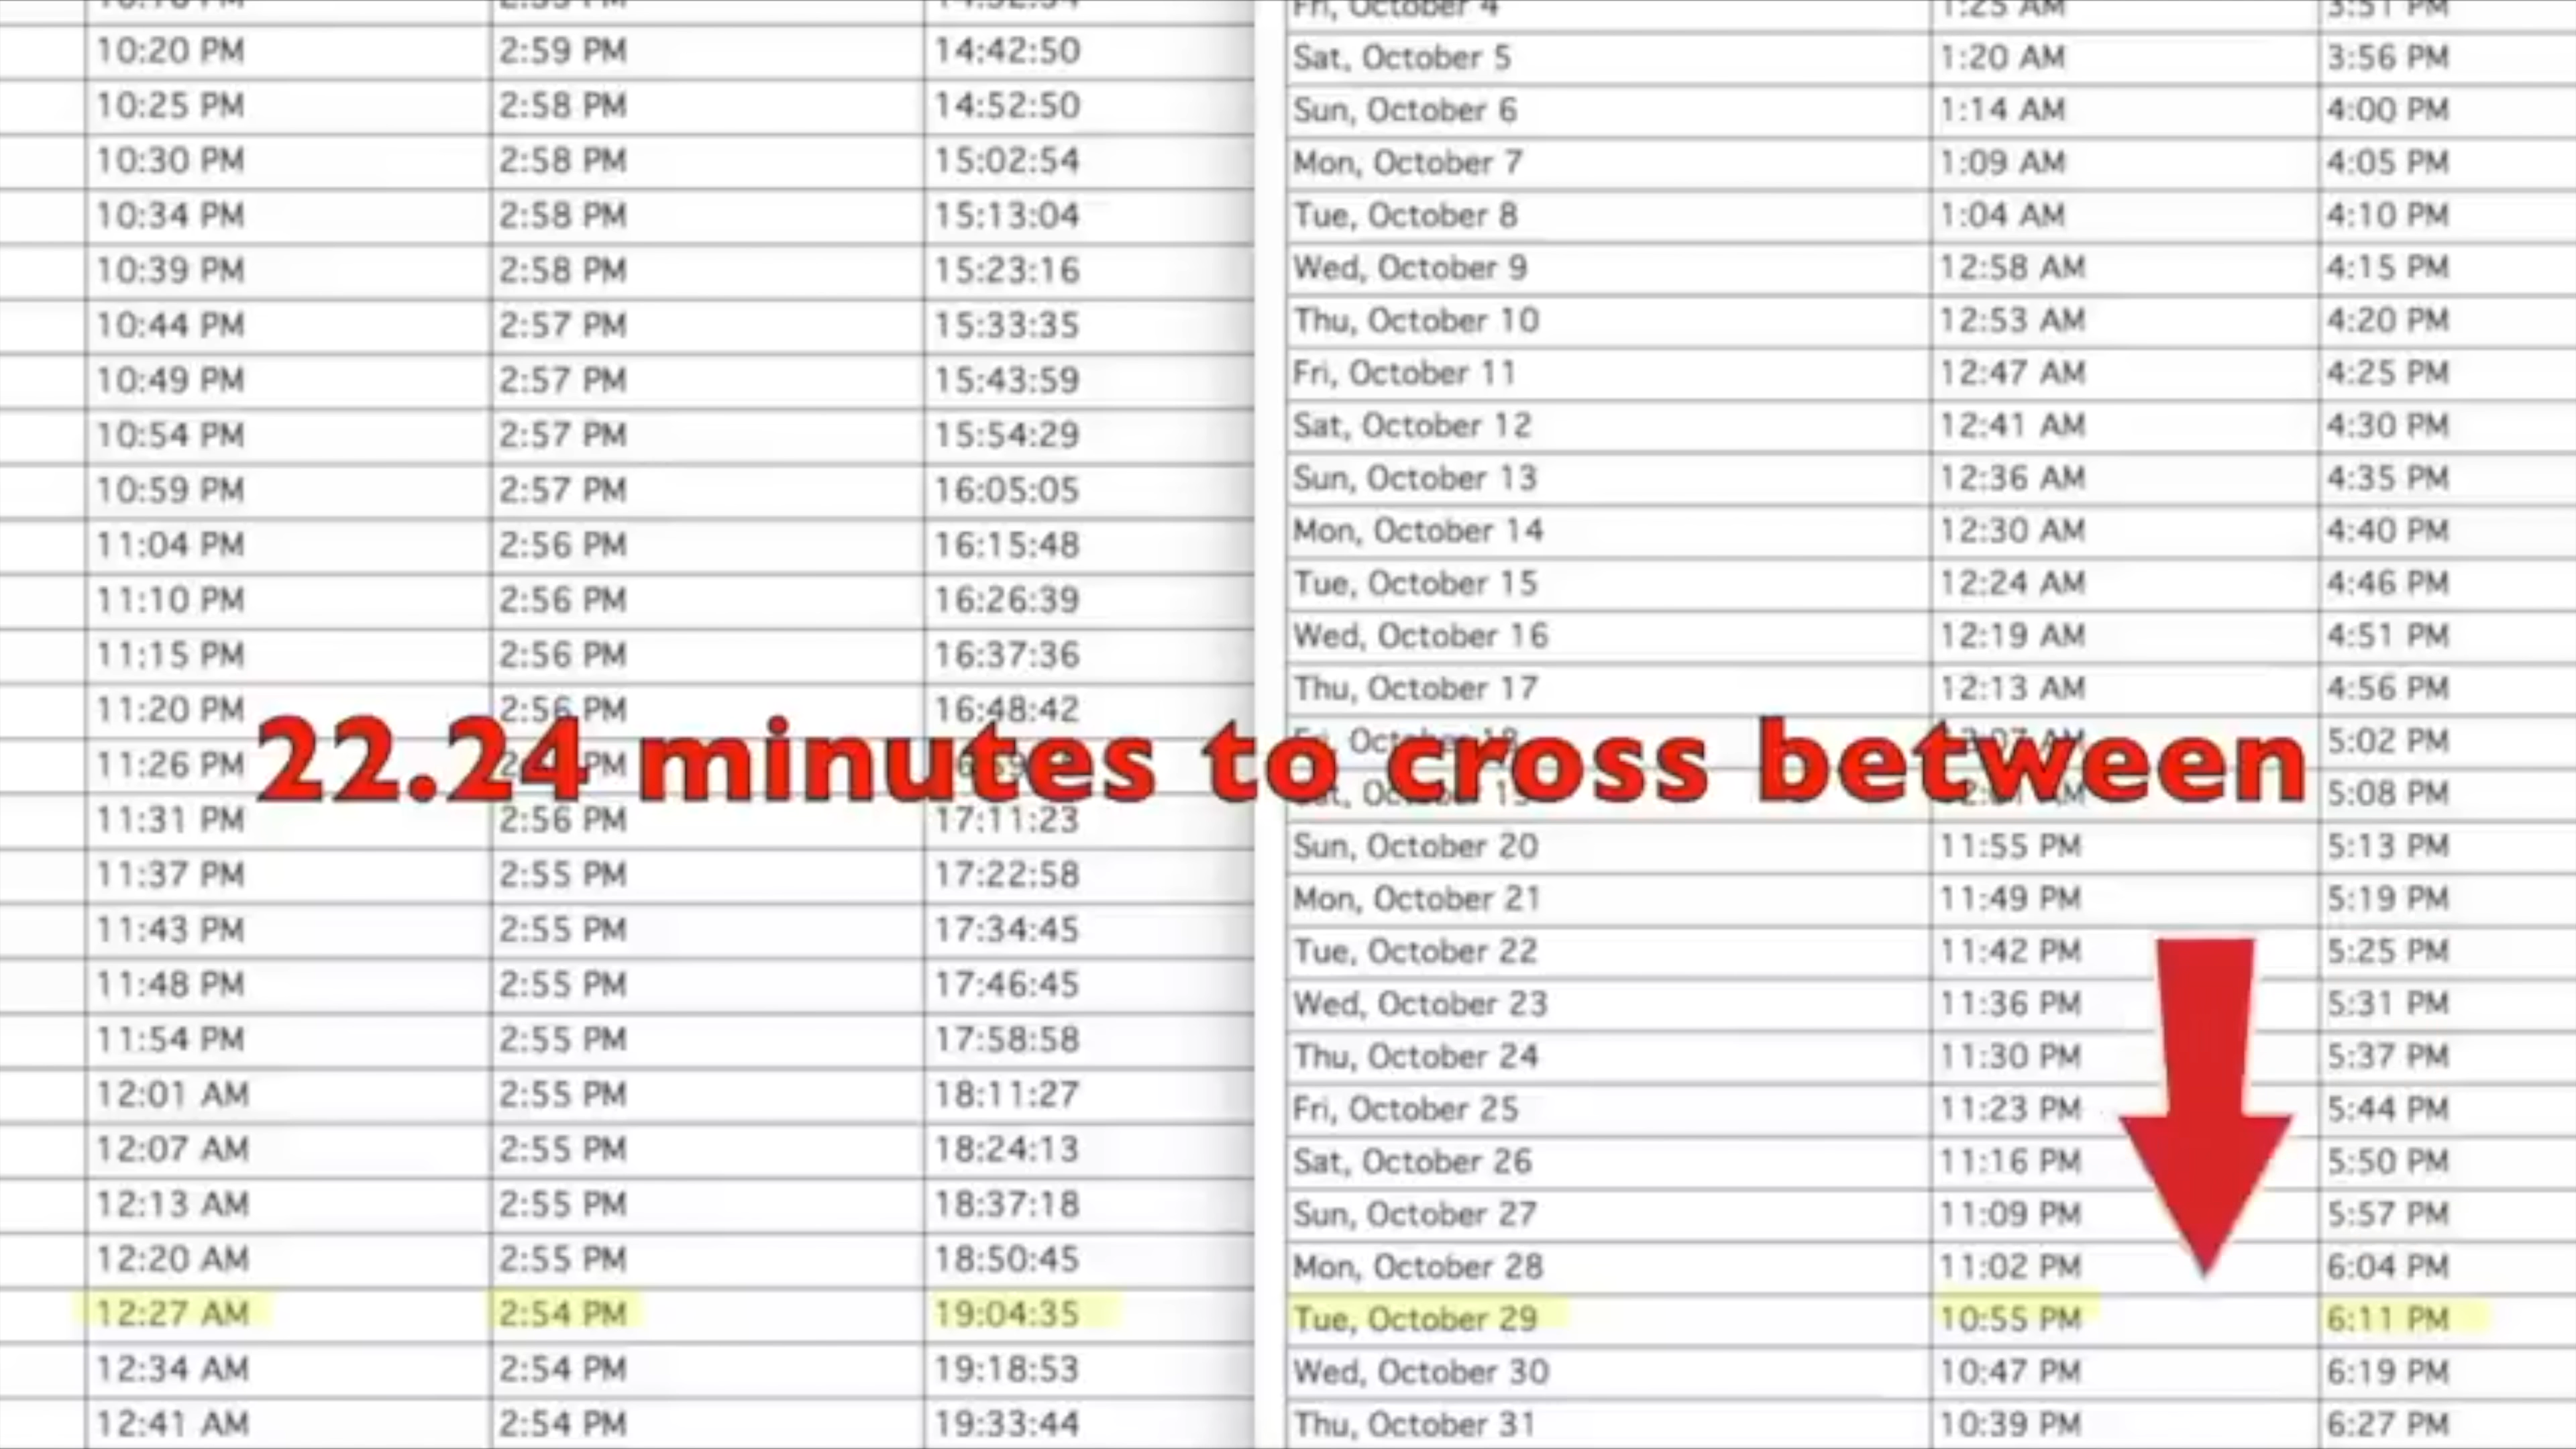 10:20 PM 2:59 PM 14:42:50
10:25 PM 2:58 PM 14:52:50
10:30 PM 2:58 PM 15:02:54
10:34 PM 2:58 PM 15:13:04
10:39 PM 2:58 PM 15:23:16
10:44 PM 2:57 PM 15:33:35
10:49 PM 2:57 PM 15:43:59
10:54 PM 2:57 PM 15:54:29
10:59 PM 2:57 PM 16:05:05
11:04 PM 2:56 PM 16:15:48
11:10 PM 2:56 PM 16:26:39
11:15 PM 2:56 PM 16:37:36
11:20 PM 2:56 PM 16:48:42
11:26 PM PM
11:31 PM 2:56 PM 17:11:23
11:37 PM 2:55 PM 17:22:58
11:43 PM 2:55 PM 17:34:45
11:48 PM 2:55 PM 17:46:45
11:54 PM 2:55 PM 17:58:58
12:01 AM 2:55 PM 18:11:27
12:07 AM 2:55 PM 18:24:13
12:13 AM 2:55 PM 18:37:18
12:20 AM 2:55 PM 18:50:45
12:27 AM 2:54 PM 19:04:35
12:34 AM 2:54 PM 19:18:53
12:41 AM 2:54 PM 19:33:44
Fri, October 4 1:25 AM 3:51 PM
Sat, October 5 1:20 AM 3:56 PM
Sun, October 6 1:14 AM 4:00 PM
Mon, October 7 1:09 AM 4:05 PM
Tue, October 8 1:04 AM 4:10 PM
Wed, October 9 12:58 AM 4:15 PM
Thu, October 10 12:53 AM 4:20 PM
Fri, October 11 12:47 AM 4:25 PM
Sat, October 12 12:41 AM 4:30 PM
Sun, October 13 12:36 AM 4:35 PM
Mon, October 14 12:30 AM 4:40 PM
Tue, October 15 12:24 AM 4:46 PM
Wed, October 16 12:19 AM 4:51 PM
Thu, October 17 12:13 AM 4:56 PM
5:02 PM
5:08 PM
Sun, October 20 11:55 PM 5:13 PM
Mon, October 21 11:49 PM 5:19 PM
Tue, October 22 11:42 PM 5:25 PM
Wed, October 23 11:36 PM 5:31 PM
Thu, October 24 11:30 PM 5:37 PM
Fri, October 25 11:23 PM 5:44 PM
Sat, October 26 11:16 PM 5:50 PM
Sun, October 27 11:09 PM 5:57 PM
Mon, October 28 11:02 PM 6:04 PM
Tue, October 29 10:55 PM 6:11 PM
Wed, October 30 10:47 PM 6:19 PM
Thu, October 31 10:39 PM 6:27 PM
22.24 minutes to cross between